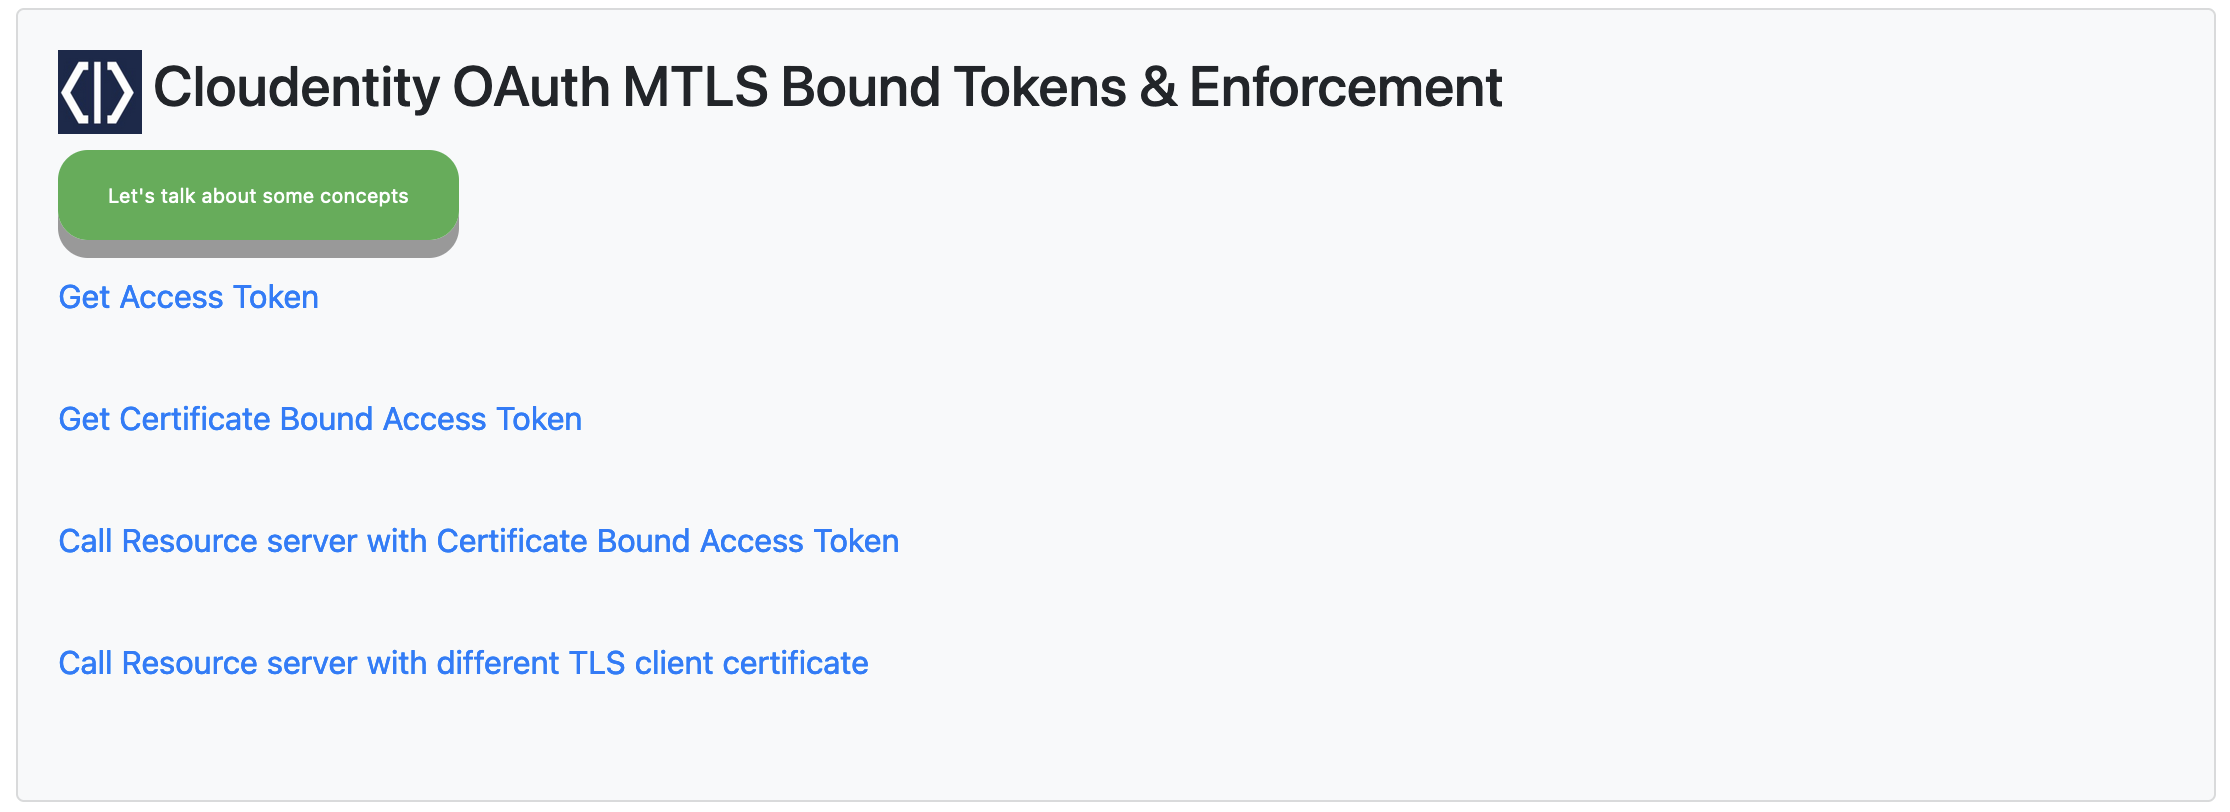 Cloudentity OAuth MTLS Bound Tokens & Enforcement
Let's talk about some concepts
Get Access Token
Get Certificate Bound Access Token
Call Resource server with Certificate Bound Access Token
Call Resource server with different TLS client certificate